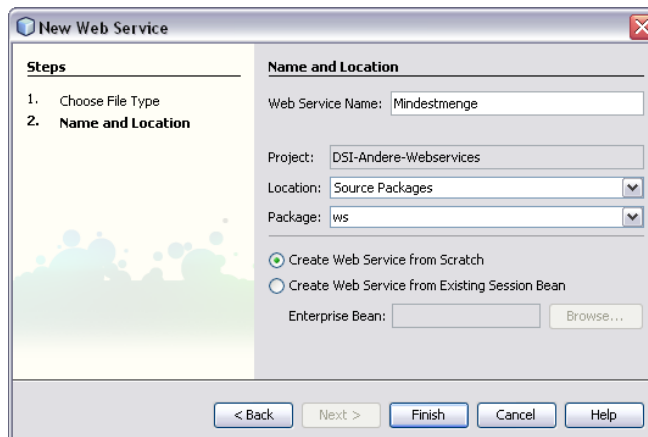 New Web Service
Steps
1. Choose File Type
2. Name and Location
Name and Location
Web Service Name: Mindestmenge
Project: DSI-Andere-Webservices
Location: Source Packages
Package: ws
Create Web Service from Scratch
Create Web Service from Existing Session Bean
Enterprise Bean: Browse...
< Back Next > Finish Cancel Help